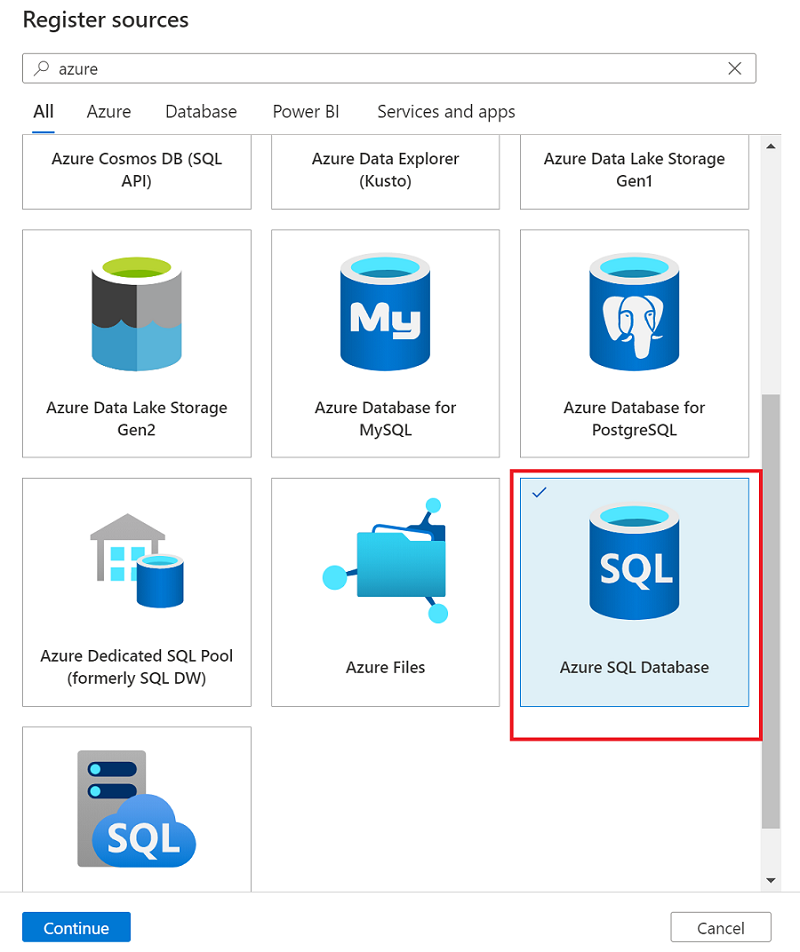 Register sources
azure
All Azure Database Power BI Services and apps
Azure Cosmos DB (SQL
API)
Azure Data Explorer
(Kusto)
Azure Data Lake Storage
Gen1
My
Azure Data Lake Storage
Gen2
Azure Database for
MySQL
Azure Database for
PostgreSQL
SQL
Azure Dedicated SQL Pool
(formerly SQL DW)
Azure Files
Azure SQL Database
SQL
Continue Cancel